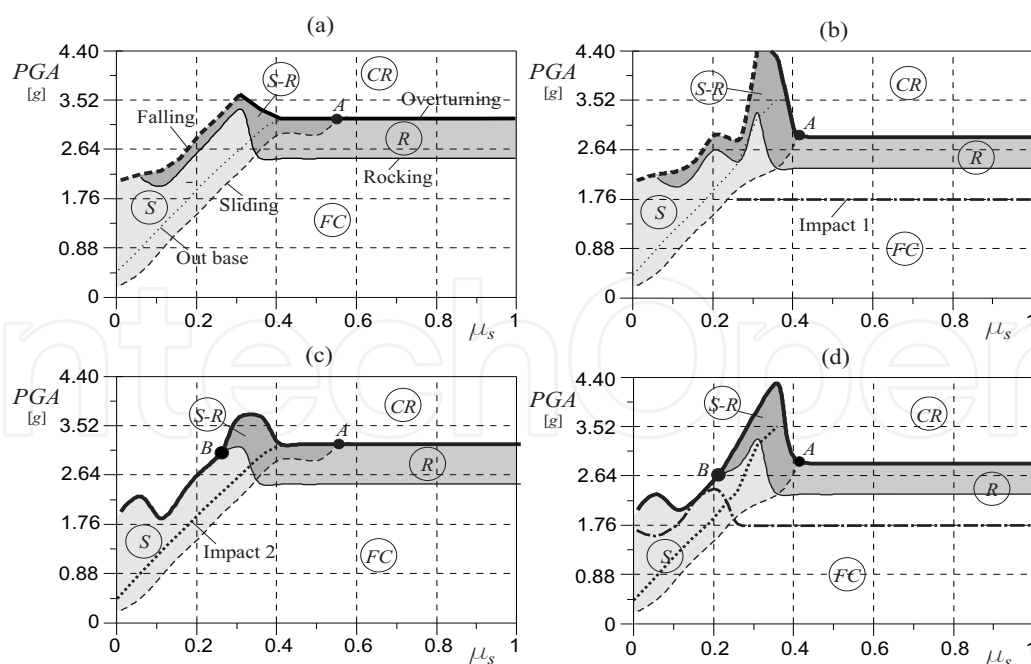 (a)
4.40
PGA
[g]
3.52
2.64
1.76
0.88
0
0
0.2
0.4
0.6
0.8
1
μs
Falling
S-R
CR
A
Overturning
R
Rocking
S
Sliding
FC
Out base
(b)
4.40
PGA
[g]
3.52
2.64
1.76
0.88
0
0
0.2
0.4
0.6
0.8
1
μs
S-R
CR
A
R
S
Impact 1
FC
(c)
4.40
PGA
[g]
3.52
2.64
1.76
0.88
0
0
0.2
0.4
0.6
0.8
1
μs
S-R
CR
B
A
R
S
Impact 2
FC
(d)
4.40
PGA
[g]
3.52
2.64
1.76
0.88
0
0
0.2
0.4
0.6
0.8
1
μs
S-R
CR
B
A
R
S
FC
ntechOpen